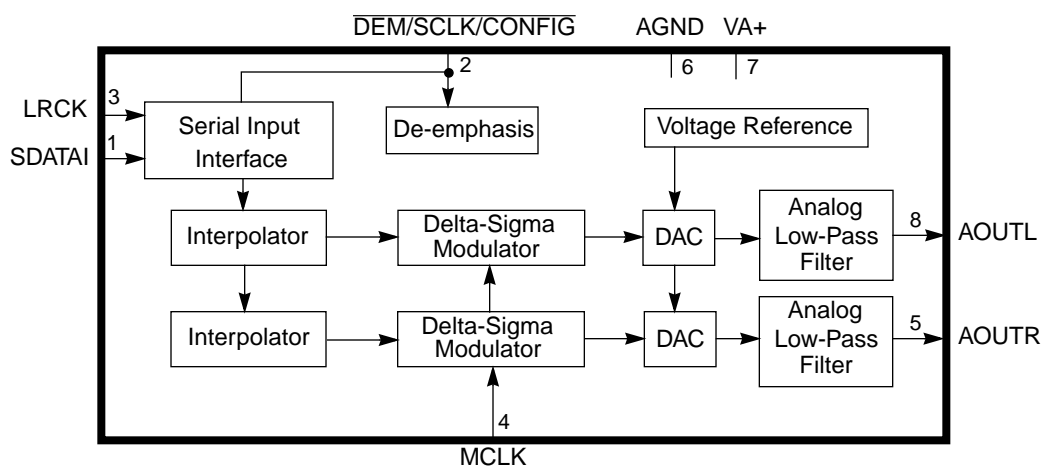 DEM/SCLK/CONFIG
AGND
VA+
2
6
7
LRCK
3
SDATAI
1
Serial Input
Interface
De-emphasis
Voltage Reference
Interpolator
Delta-Sigma
Modulator
DAC
Analog
Low-Pass
Filter
8
AOUTL
Interpolator
Delta-Sigma
Modulator
DAC
Analog
Low-Pass
Filter
5
AOUTR
4
MCLK